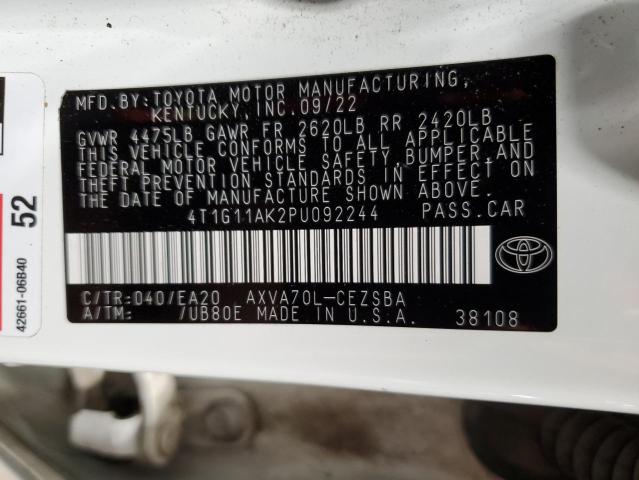 MFD.BY:TOYOTA MOTOR MANUFACTURING,
KENTUCKY,INC.09/22
GVWR 4475LB GAWR FR 2620LB RR 2420LB
THIS VEHICLE CONFORMS TO ALL APPLICABLE
FEDERAL MOTOR VEHICLE SAFETY,BUMPER,AND
THEFT PREVENTION STANDARDS IN EFFECT ON
THE DATE OF MANUFACTURE SHOWN ABOVE.
4T1G11AK2PU092244 PASS.CAR
C/TR:040/EA20 AXVA70L-CEZSBA
A/TM: /UB80E MADE IN U.S.A. 38108
52
42661-06B40